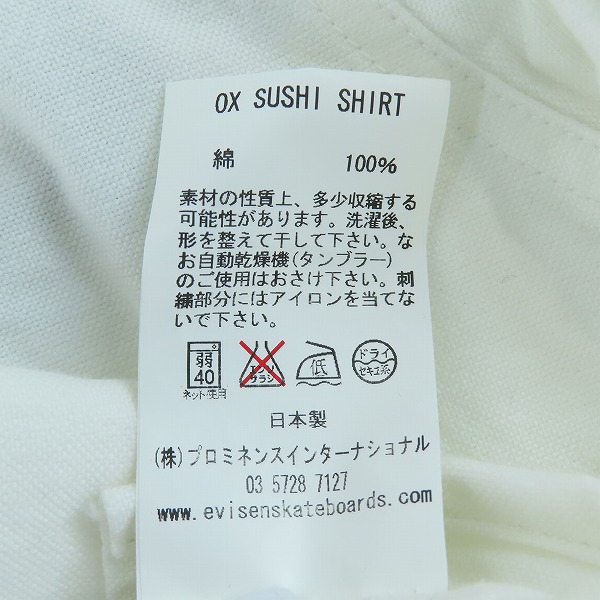 OX SUSHI SHIRT
綿 100%
素材の性質上、多少収縮する
可能性があります。洗濯後、
形を整えて干して下さい。な
お自動乾燥機(タンブラー)
のご使用はおさけ下さい。刺
繍部分にはアイロンを当てな
いで下さい。
弱 40 エンソ サラシ 低 ドライ セキユ系
ネット使用
日本製
(株)プロミネンスインターナショナル
03 5728 7127
www.evisenskateboards.com